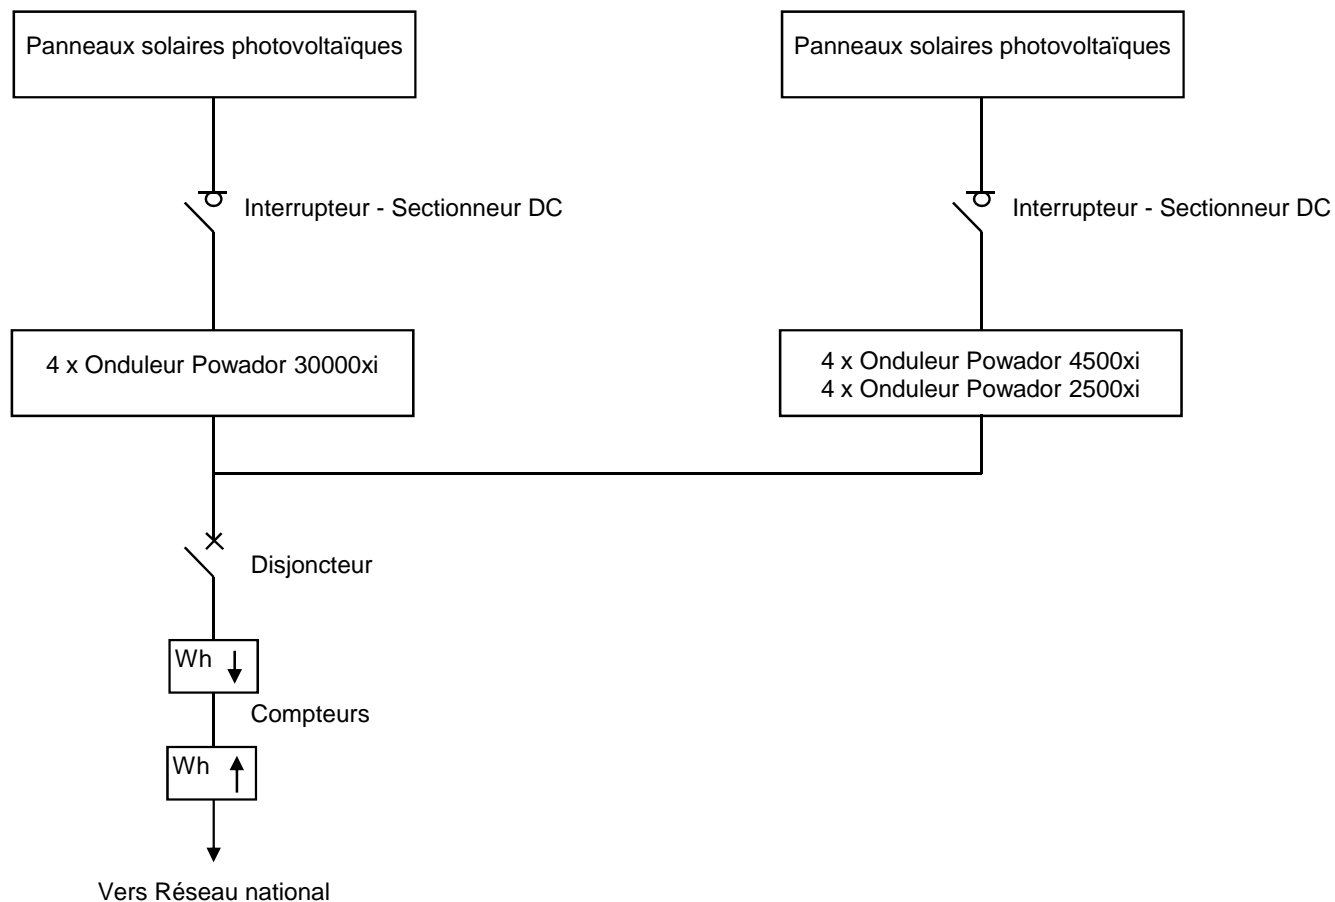 Panneaux solaires photovoltaïques
Panneaux solaires photovoltaïques
Interrupteur - Sectionneur DC
Interrupteur - Sectionneur DC
4 x Onduleur Powador 30000xi
4 x Onduleur Powador 4500xi
4 x Onduleur Powador 2500xi
Disjoncteur
Wh
Compteurs
Wh
Vers Réseau national